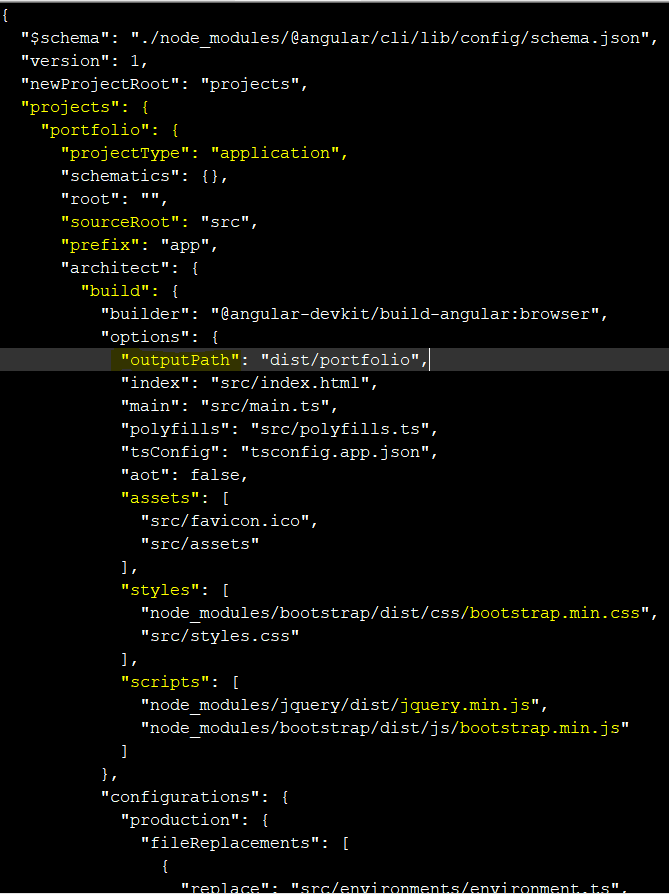 {
"$schema": "./node_modules/@angular/cli/lib/config/schema.json",
"version": 1,
"newProjectRoot": "projects",
"projects": {
"portfolio": {
"projectType": "application",
"schematics": {},
"root": "",
"sourceRoot": "src",
"prefix": "app",
"architect": {
"build": {
"builder": "@angular-devkit/build-angular:browser",
"options": {
"outputPath": "dist/portfolio",
"index": "src/index.html",
"main": "src/main.ts",
"polyfills": "src/polyfills.ts",
"tsConfig": "tsconfig.app.json",
"aot": false,
"assets": [
"src/favicon.ico",
"src/assets"
],
"styles": [
"node_modules/bootstrap/dist/css/bootstrap.min.css",
"src/styles.css"
],
"scripts": [
"node_modules/jquery/dist/jquery.min.js",
"node_modules/bootstrap/dist/js/bootstrap.min.js"
]
},
"configurations": {
"production": {
"fileReplacements": [
{
"replace": "src/environments/environment.ts",